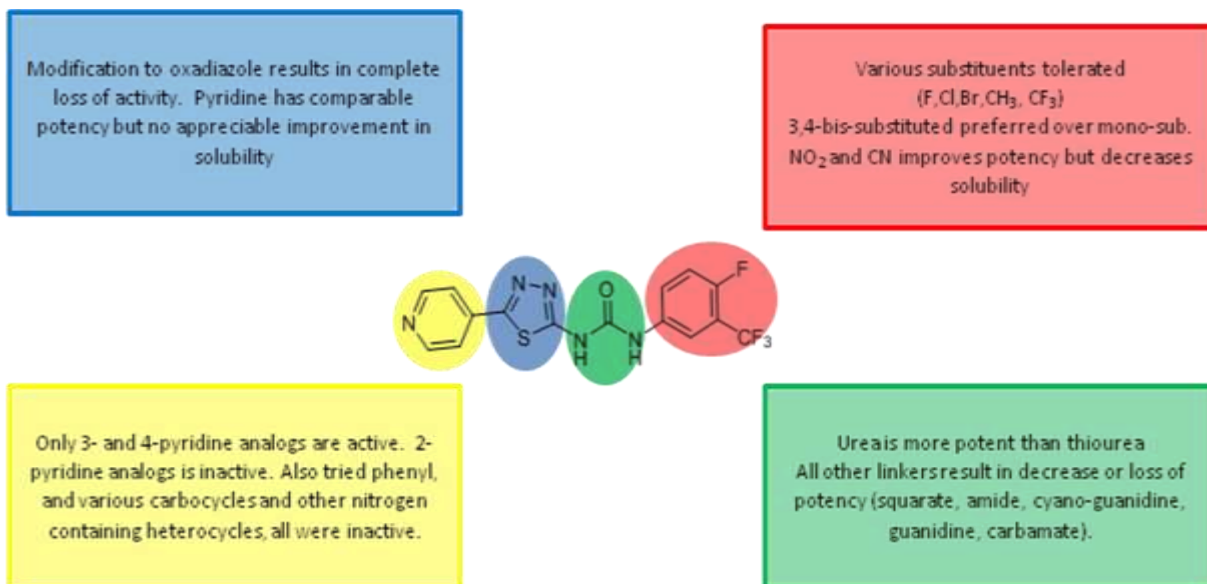 Modification to oxadiazole results in complete
loss of activity. Pyridine has comparable
potency but no appreciable improvement in
solubility
Various substituents tolerated
(F,Cl,Br,CH₃, CF₃)
3,4-bis-substituted preferred over mono-sub.
NO₂ and CN improves potency but decreases
solubility
N
N
N
S
N
H
O
N
H
F
CF₃
Only 3- and 4-pyridine analogs are active. 2-
pyridine analogs is inactive. Also tried phenyl,
and various carbocycles and other nitrogen
containing heterocycles, all were inactive.
Urea is more potent than thiourea
All other linkers result in decrease or loss of
potency (squarate, amide, cyano-guanidine,
guanidine, carbamate).